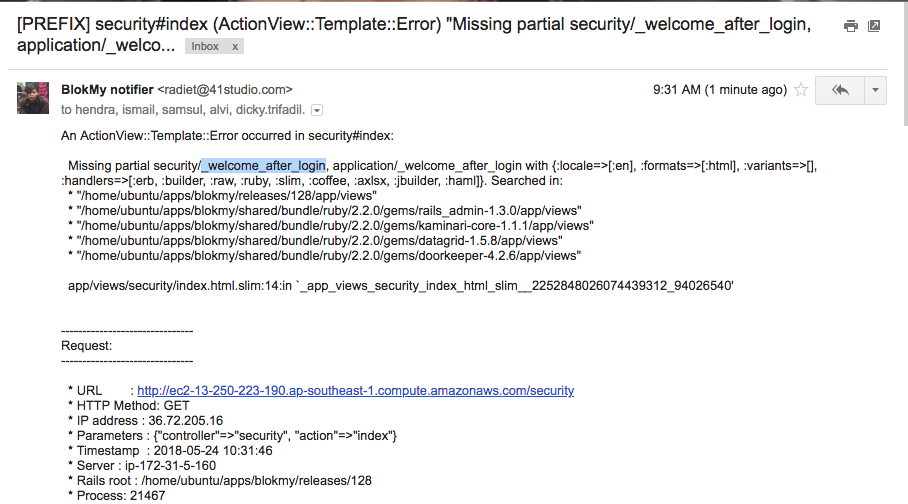 [PREFIX] security#index (ActionView::Template::Error) "Missing partial security/_welcome_after_login,
application/_welco... Inbox x
BlokMy notifier <radiet@41studio.com> 9:31 AM (1 minute ago)
to hendra, ismail, samsul, alvi, dicky.trifadil.
An ActionView::Template::Error occurred in security#index:
Missing partial security/_welcome_after_login, application/_welcome_after_login with {:locale=>[:en], :formats=>[:html], :variants=>[],
:handlers=>[:erb, :builder, :raw, :ruby, :slim, :coffee, :axlsx, :jbuilder, :haml]}. Searched in:
* "/home/ubuntu/apps/blokmy/releases/128/app/views"
* "/home/ubuntu/apps/blokmy/shared/bundle/ruby/2.2.0/gems/rails_admin-1.3.0/app/views"
* "/home/ubuntu/apps/blokmy/shared/bundle/ruby/2.2.0/gems/kaminari-core-1.1.1/app/views"
* "/home/ubuntu/apps/blokmy/shared/bundle/ruby/2.2.0/gems/datagrid-1.5.8/app/views"
* "/home/ubuntu/apps/blokmy/shared/bundle/ruby/2.2.0/gems/doorkeeper-4.2.6/app/views"
app/views/security/index.html.slim:14:in `_app_views_security_index_html_slim__2252848026074439312_94026540'
-------------------------------
Request:
-------------------------------
* URL : http://ec2-13-250-223-190.ap-southeast-1.compute.amazonaws.com/security
* HTTP Method: GET
* IP address : 36.72.205.16
* Parameters : {"controller"=>"security", "action"=>"index"}
* Timestamp : 2018-05-24 10:31:46
* Server : ip-172-31-5-160
* Rails root : /home/ubuntu/apps/blokmy/releases/128
* Process: 21467